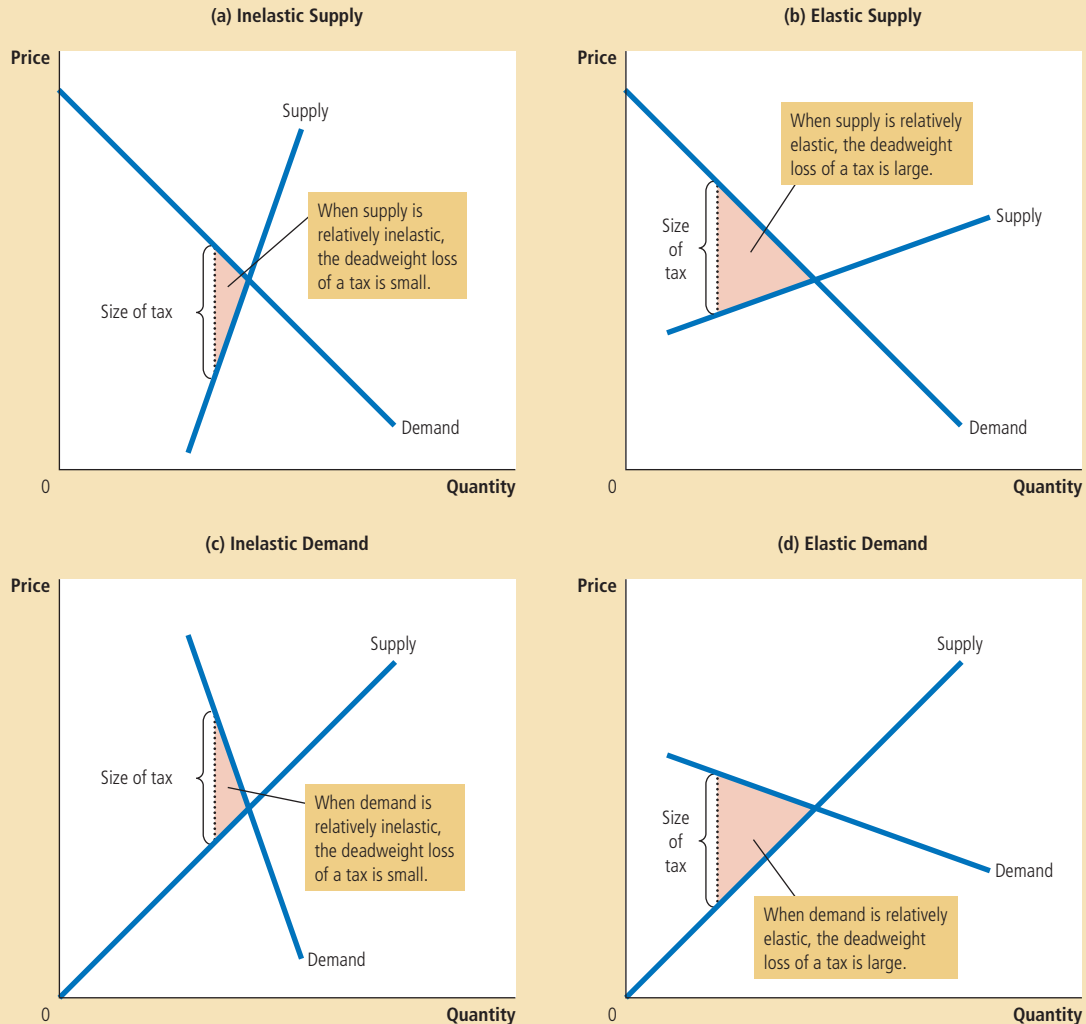 (a) Inelastic Supply
Price
Supply
When supply is
relatively inelastic,
the deadweight loss
of a tax is small.
Size of tax
Demand
0
Quantity
(b) Elastic Supply
Price
When supply is relatively
elastic, the deadweight
loss of a tax is large.
Size
of
tax
Supply
Demand
0
Quantity
(c) Inelastic Demand
Price
Supply
Size of tax
When demand is
relatively inelastic,
the deadweight loss
of a tax is small.
Demand
0
Quantity
(d) Elastic Demand
Price
Supply
Size
of
tax
Demand
When demand is relatively
elastic, the deadweight
loss of a tax is large.
0
Quantity